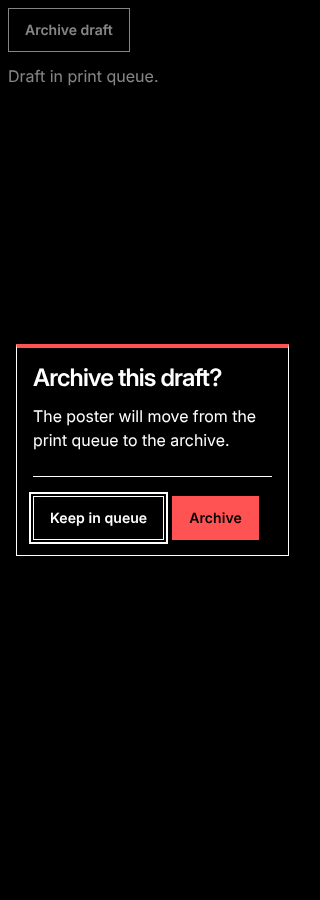 Archive draft
Draft in print queue.
Archive this draft?
The poster will move from the
print queue to the archive.
Keep in queue
Archive